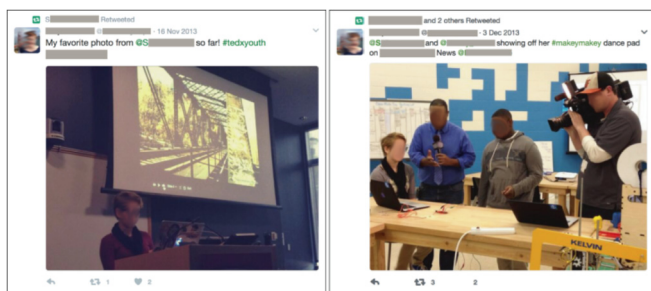 S Retweeted
@ · 16 Nov 2013
My favorite photo from @S so far! #tedxyouth
1
2
and 2 others Retweeted
@ · 3 Dec 2013
@S and @ showing off her #makeymakey dance pad
on News @
KELVIN
3
2